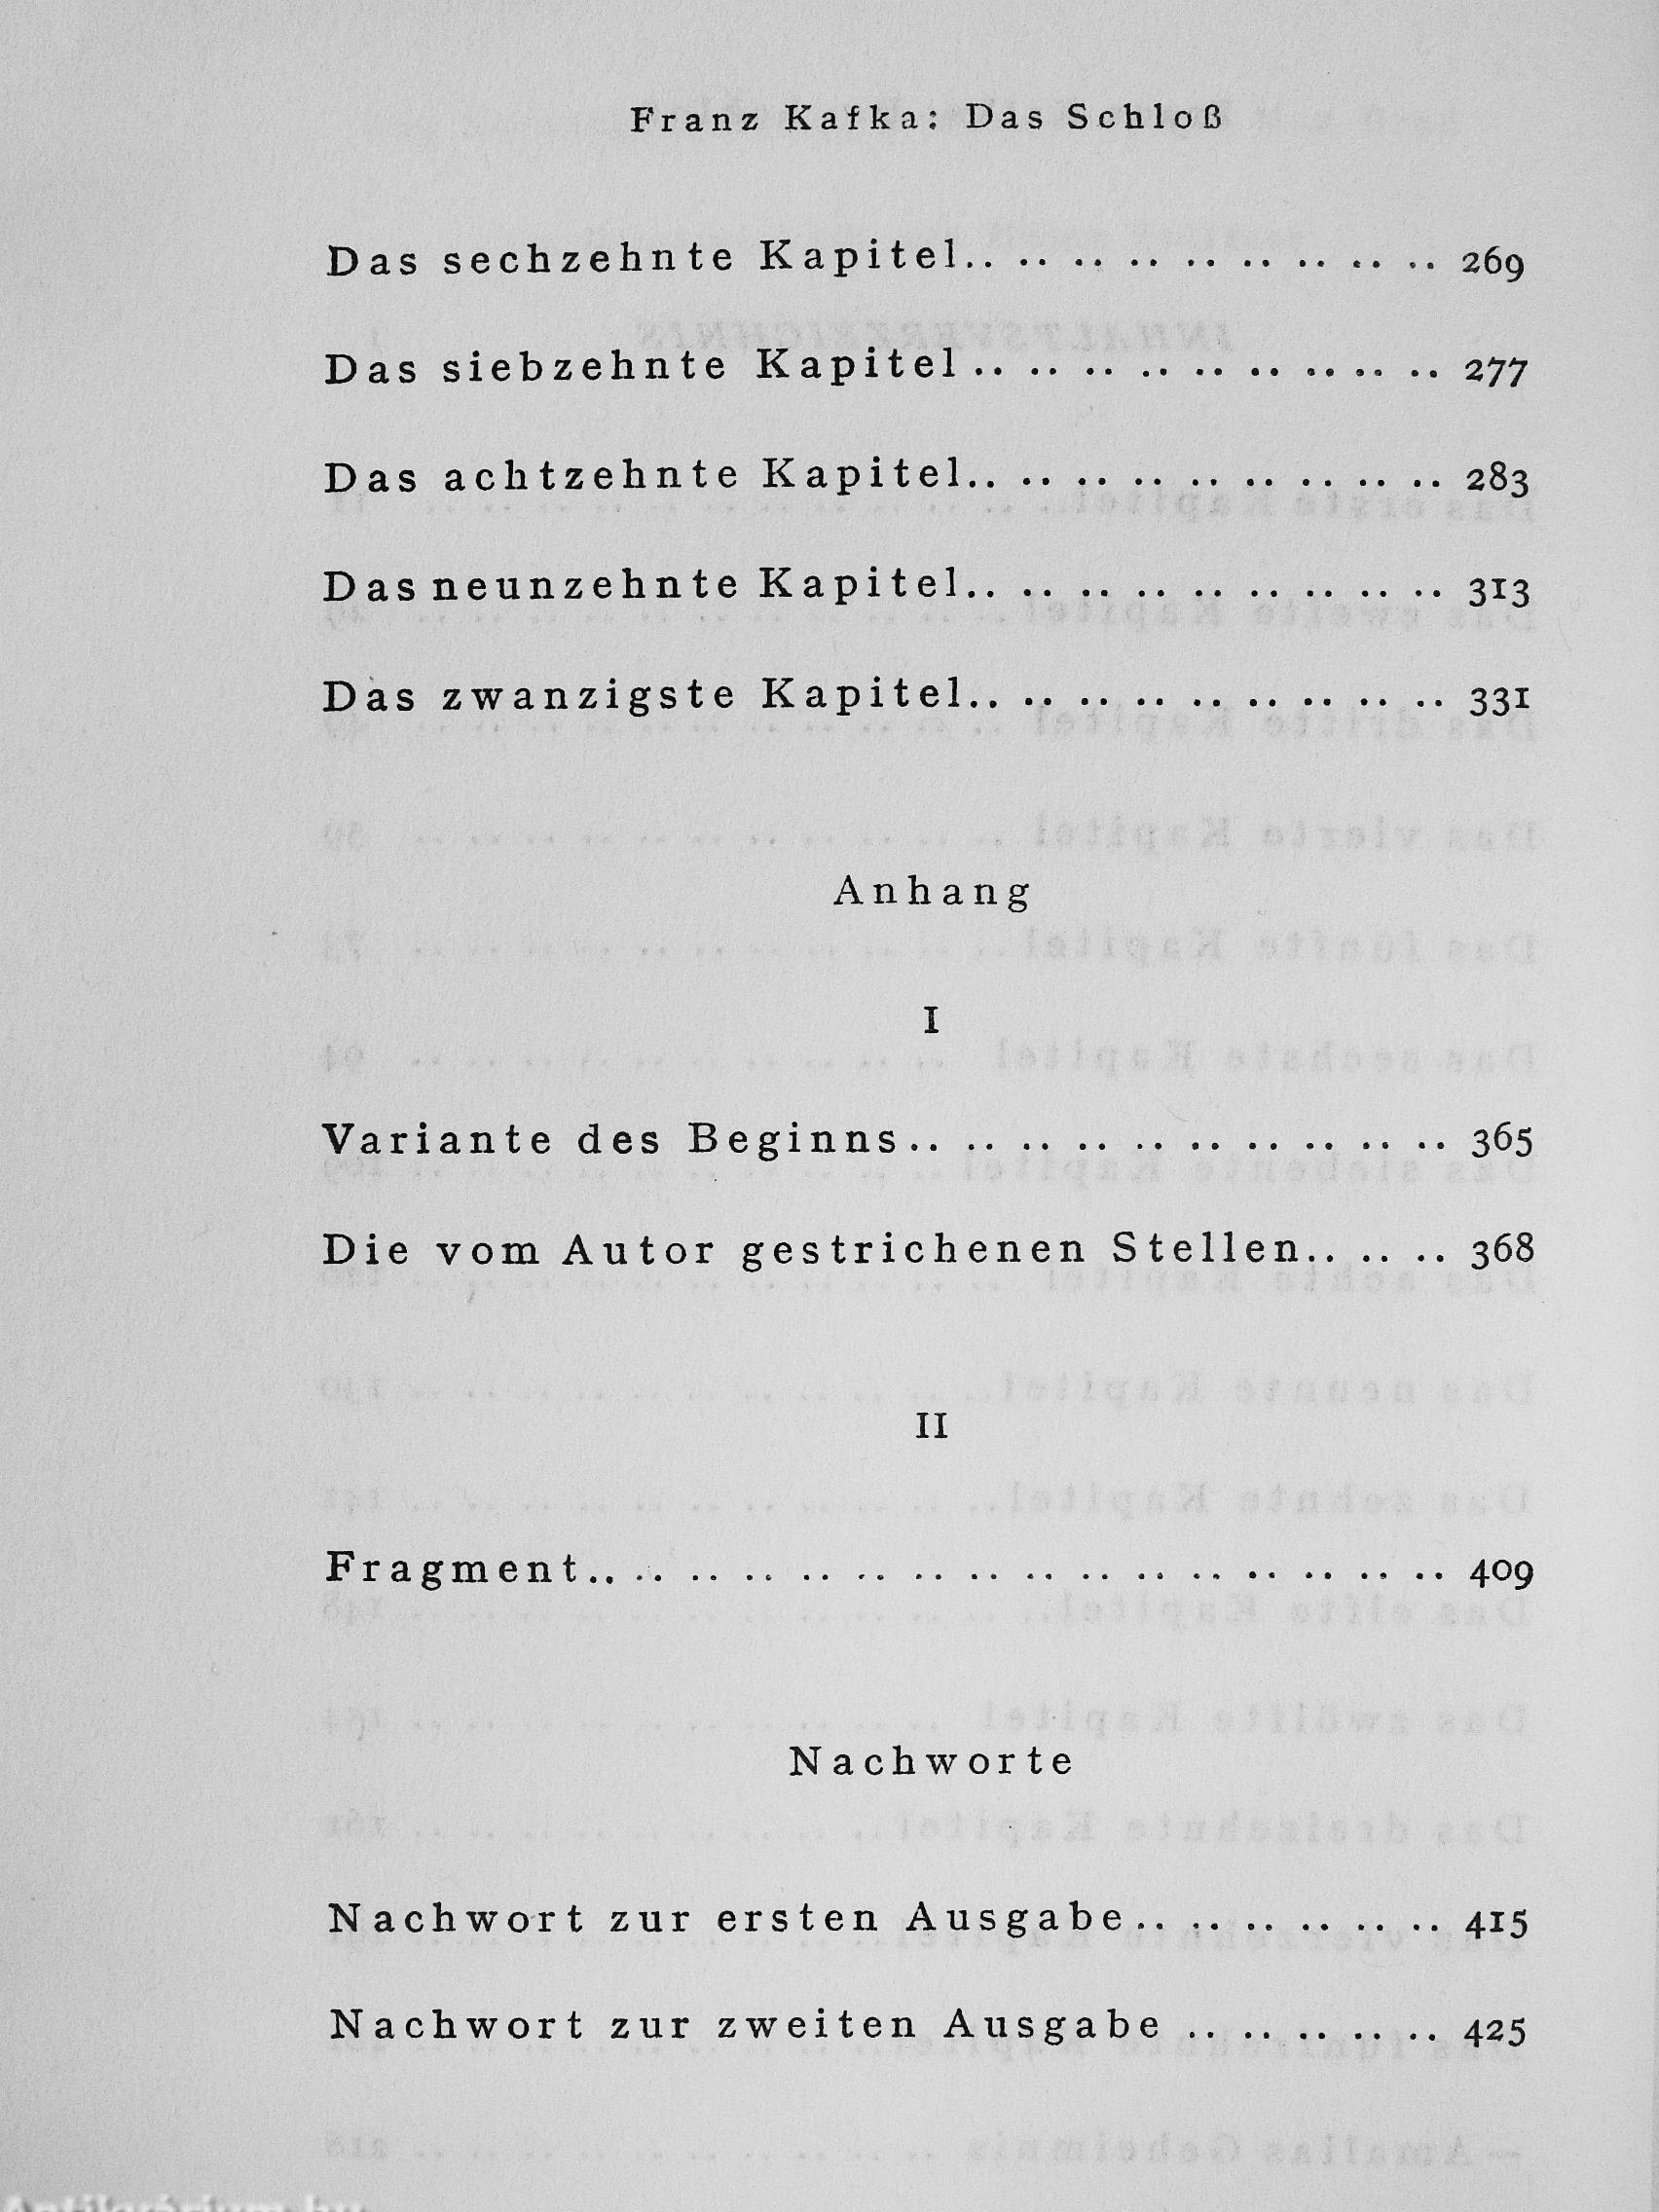 Franz Kafka: Das Schloß
Das sechzehnte Kapitel.. .. .. .. .. .. .. .. .. 269
Das siebzehnte Kapitel .. .. .. .. .. .. .. .. .. 277
Das achtzehnte Kapitel.. .. .. .. .. .. .. .. .. 283
Das neunzehnte Kapitel.. .. .. .. .. .. .. .. .. 313
Das zwanzigste Kapitel.. .. .. .. .. .. .. .. .. 331
Anhang
I
Variante des Beginns.. .. .. .. .. .. .. .. .. .. 365
Die vom Autor gestrichenen Stellen.. .. .. 368
II
Fragment.. .. .. .. .. .. .. .. .. .. .. .. .. .. .. .. 409
Nachworte
Nachwort zur ersten Ausgabe.. .. .. .. .. .. 415
Nachwort zur zweiten Ausgabe .. .. .. .. .. 425